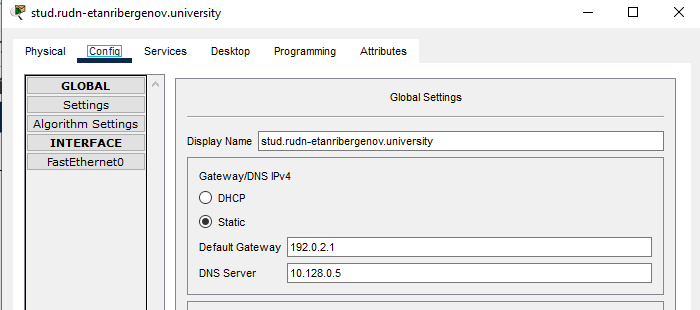 stud.rudn-etanribergenov.university
Physical Config Services Desktop Programming Attributes
GLOBAL
Settings
Algorithm Settings
INTERFACE
FastEthernet0
Global Settings
Display Name stud.rudn-etanribergenov.university
Gateway/DNS IPv4
DHCP
Static
Default Gateway 192.0.2.1
DNS Server 10.128.0.5